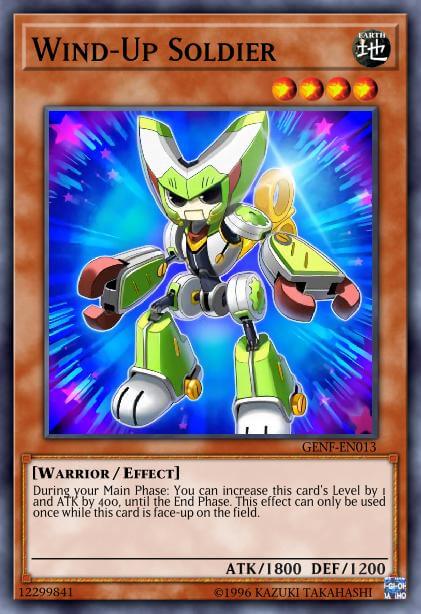 Wind-Up Soldier
EARTH
地
GENF-EN013
[Warrior / Effect]
During your Main Phase: You can increase this card's Level by 1
and ATK by 400, until the End Phase. This effect can only be used
once while this card is face-up on the field.
ATK/1800 DEF/1200
12299841
©1996 KAZUKI TAKAHASHI